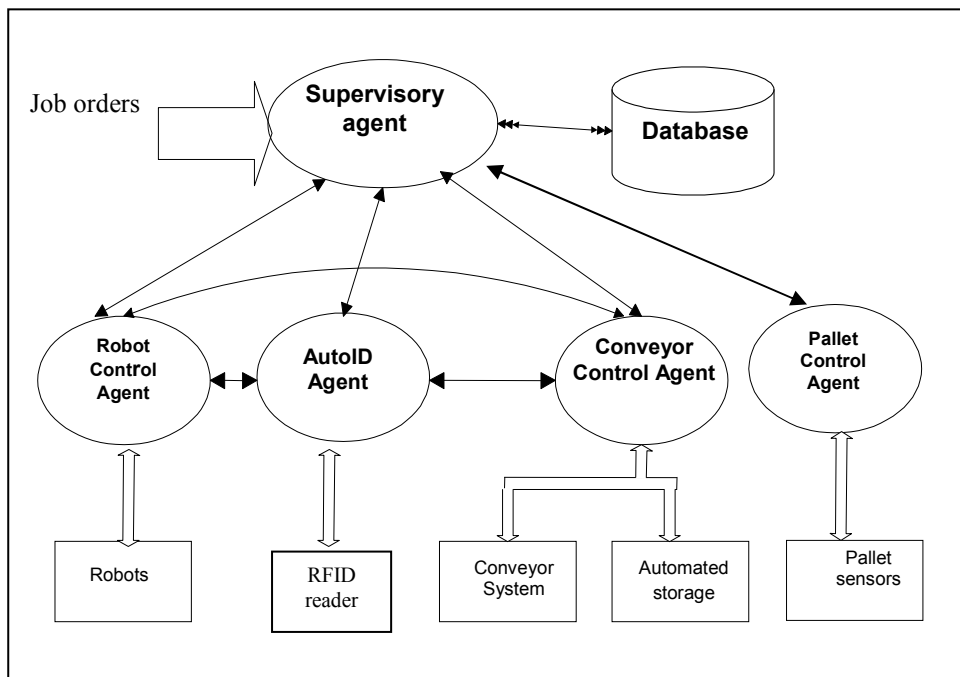 Job orders
Supervisory
agent
Database
Robot
Control
Agent
AutoID
Agent
Conveyor
Control Agent
Pallet
Control
Agent
Robots
RFID
reader
Conveyor
System
Automated
storage
Pallet
sensors